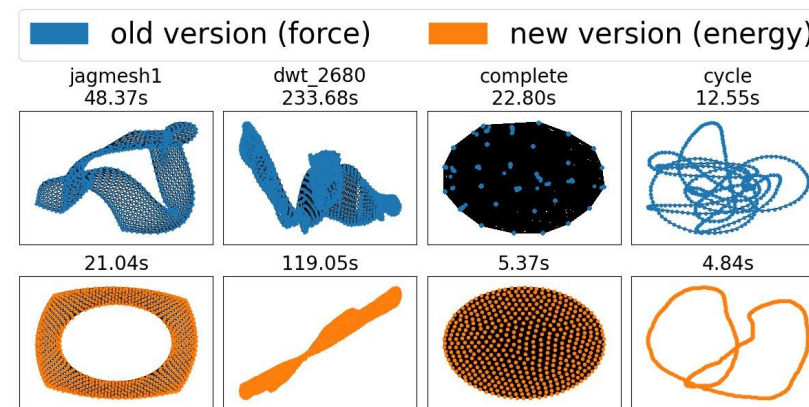 old version (force) new version (energy)
jagmesh1 dwt_2680 complete cycle
48.37s 233.68s 22.80s 12.55s
21.04s 119.05s 5.37s 4.84s